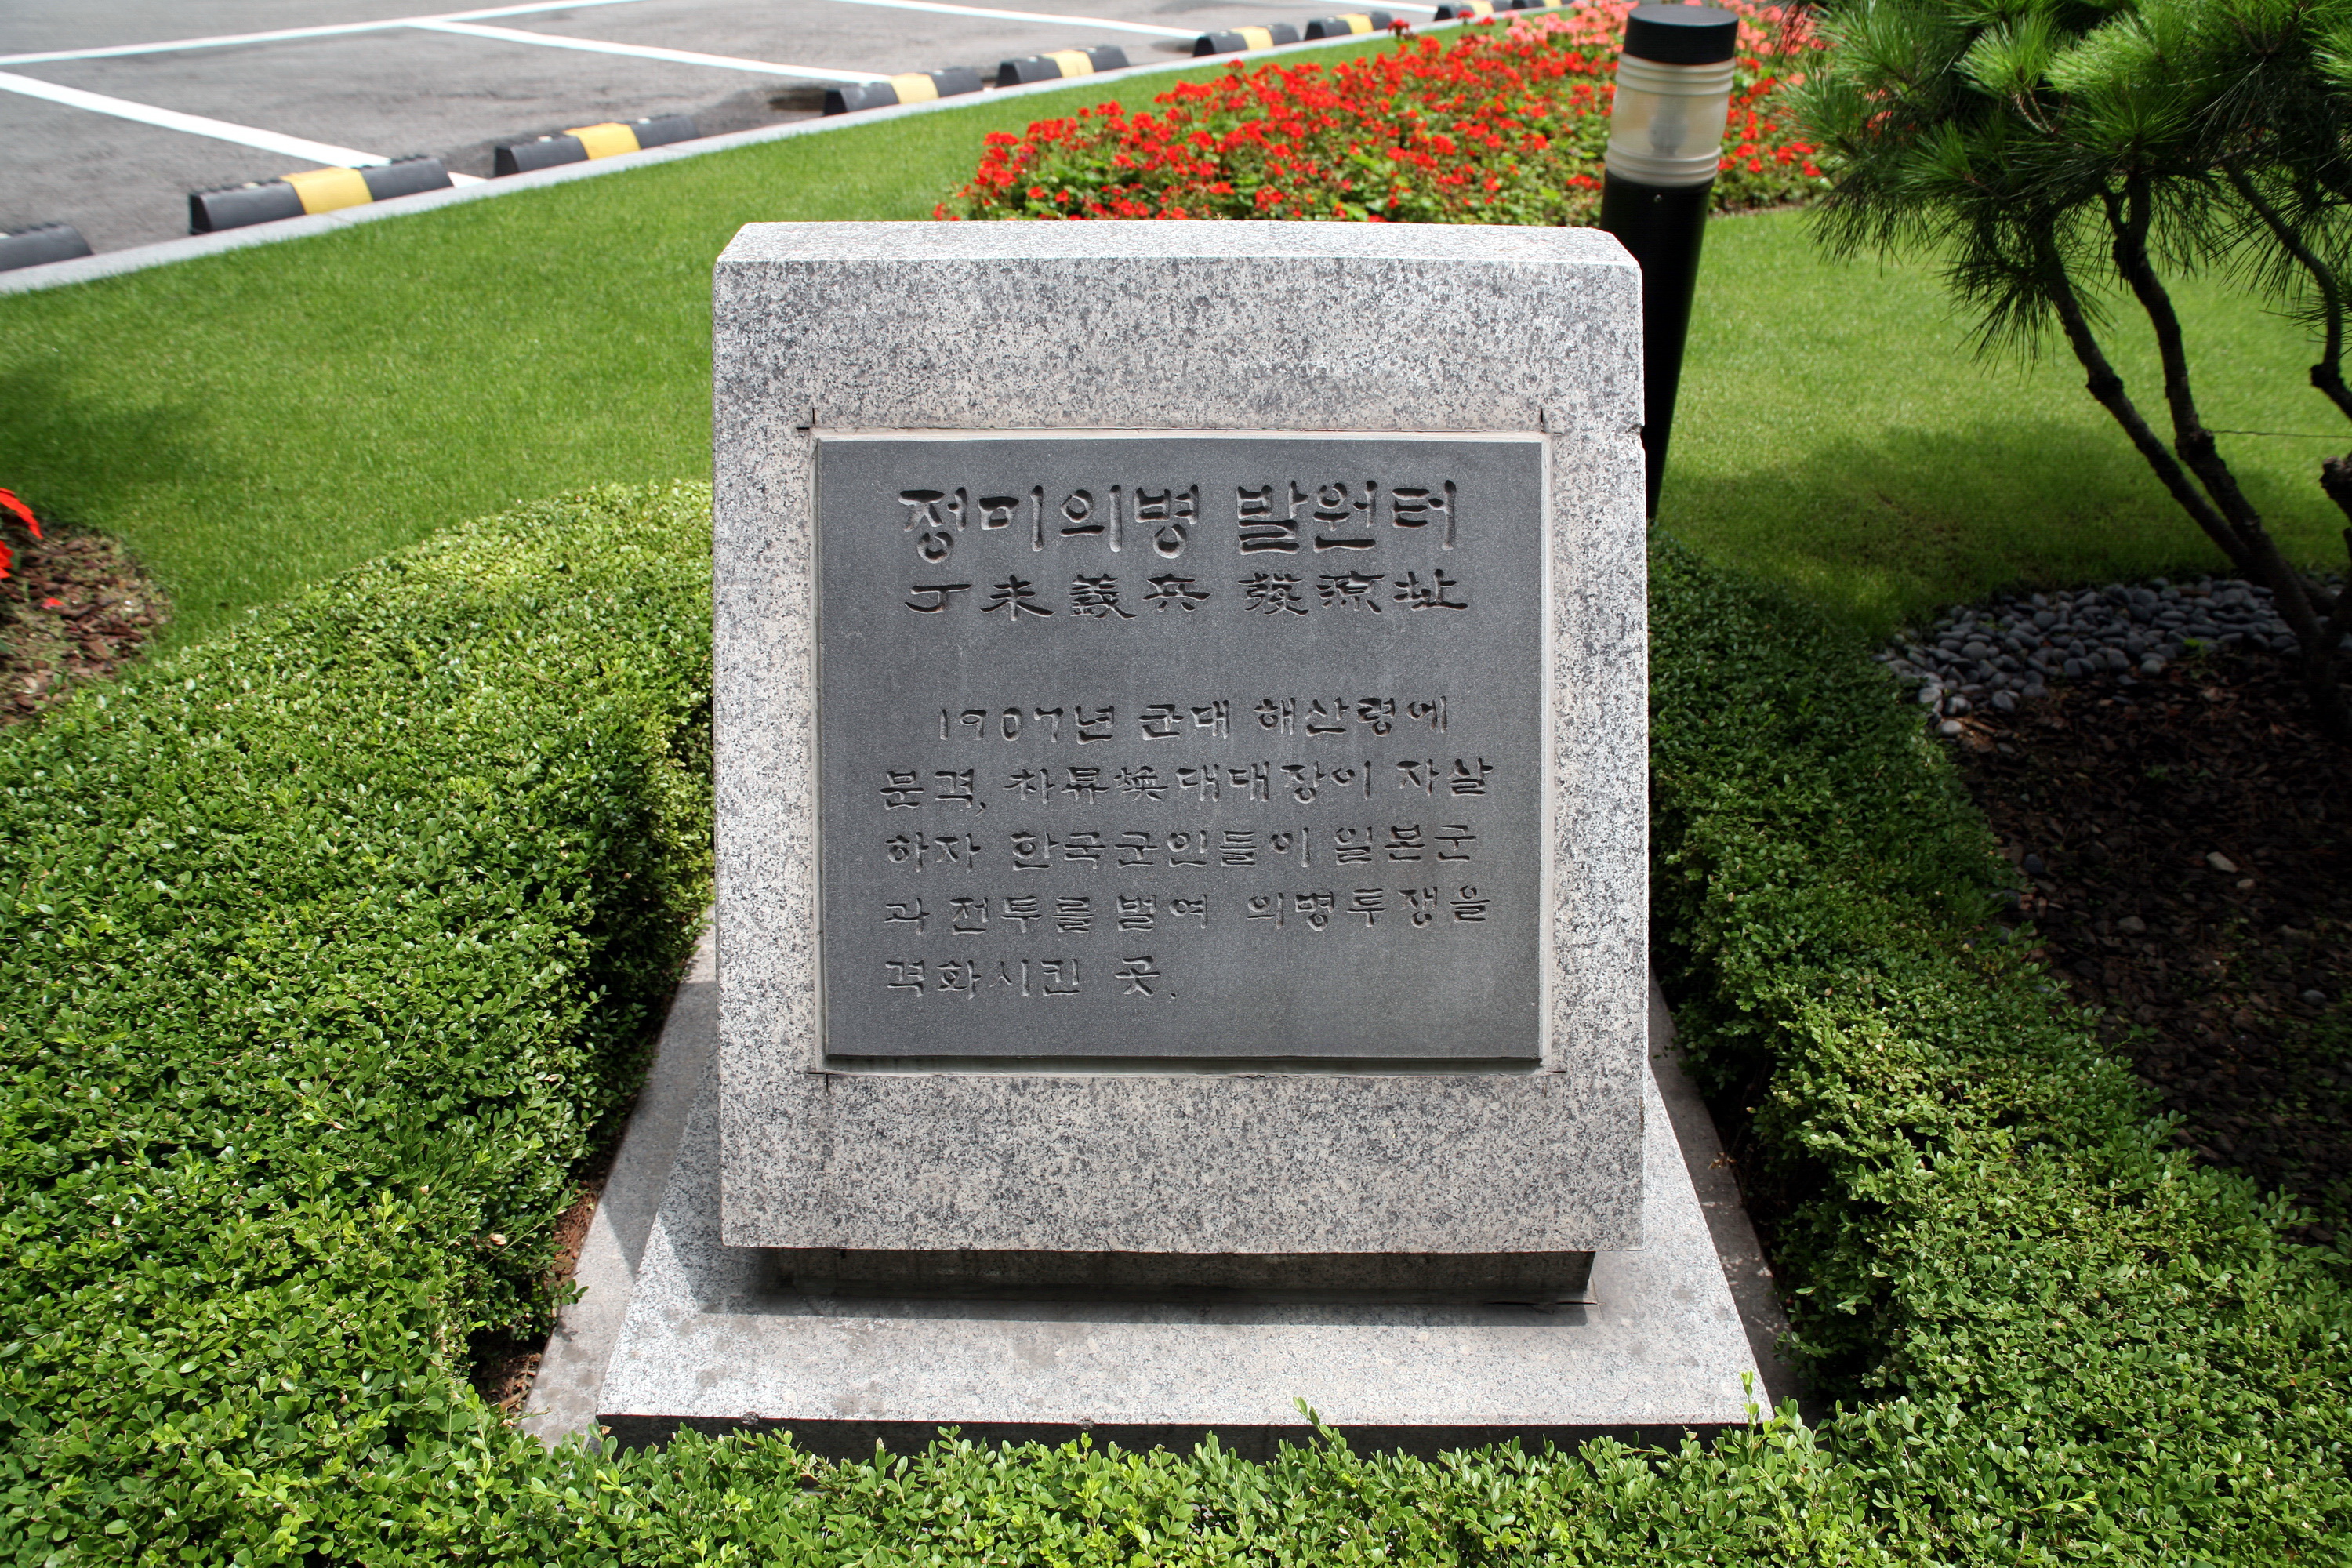 정미의병 발원터
丁未義兵 發源址
1907년 군대 해산령에
분격, 朴昇煥대대장이 자살
하자 한국군인들이 일본군
과 전투를 벌여 의병투쟁을
격화시킨 곳.